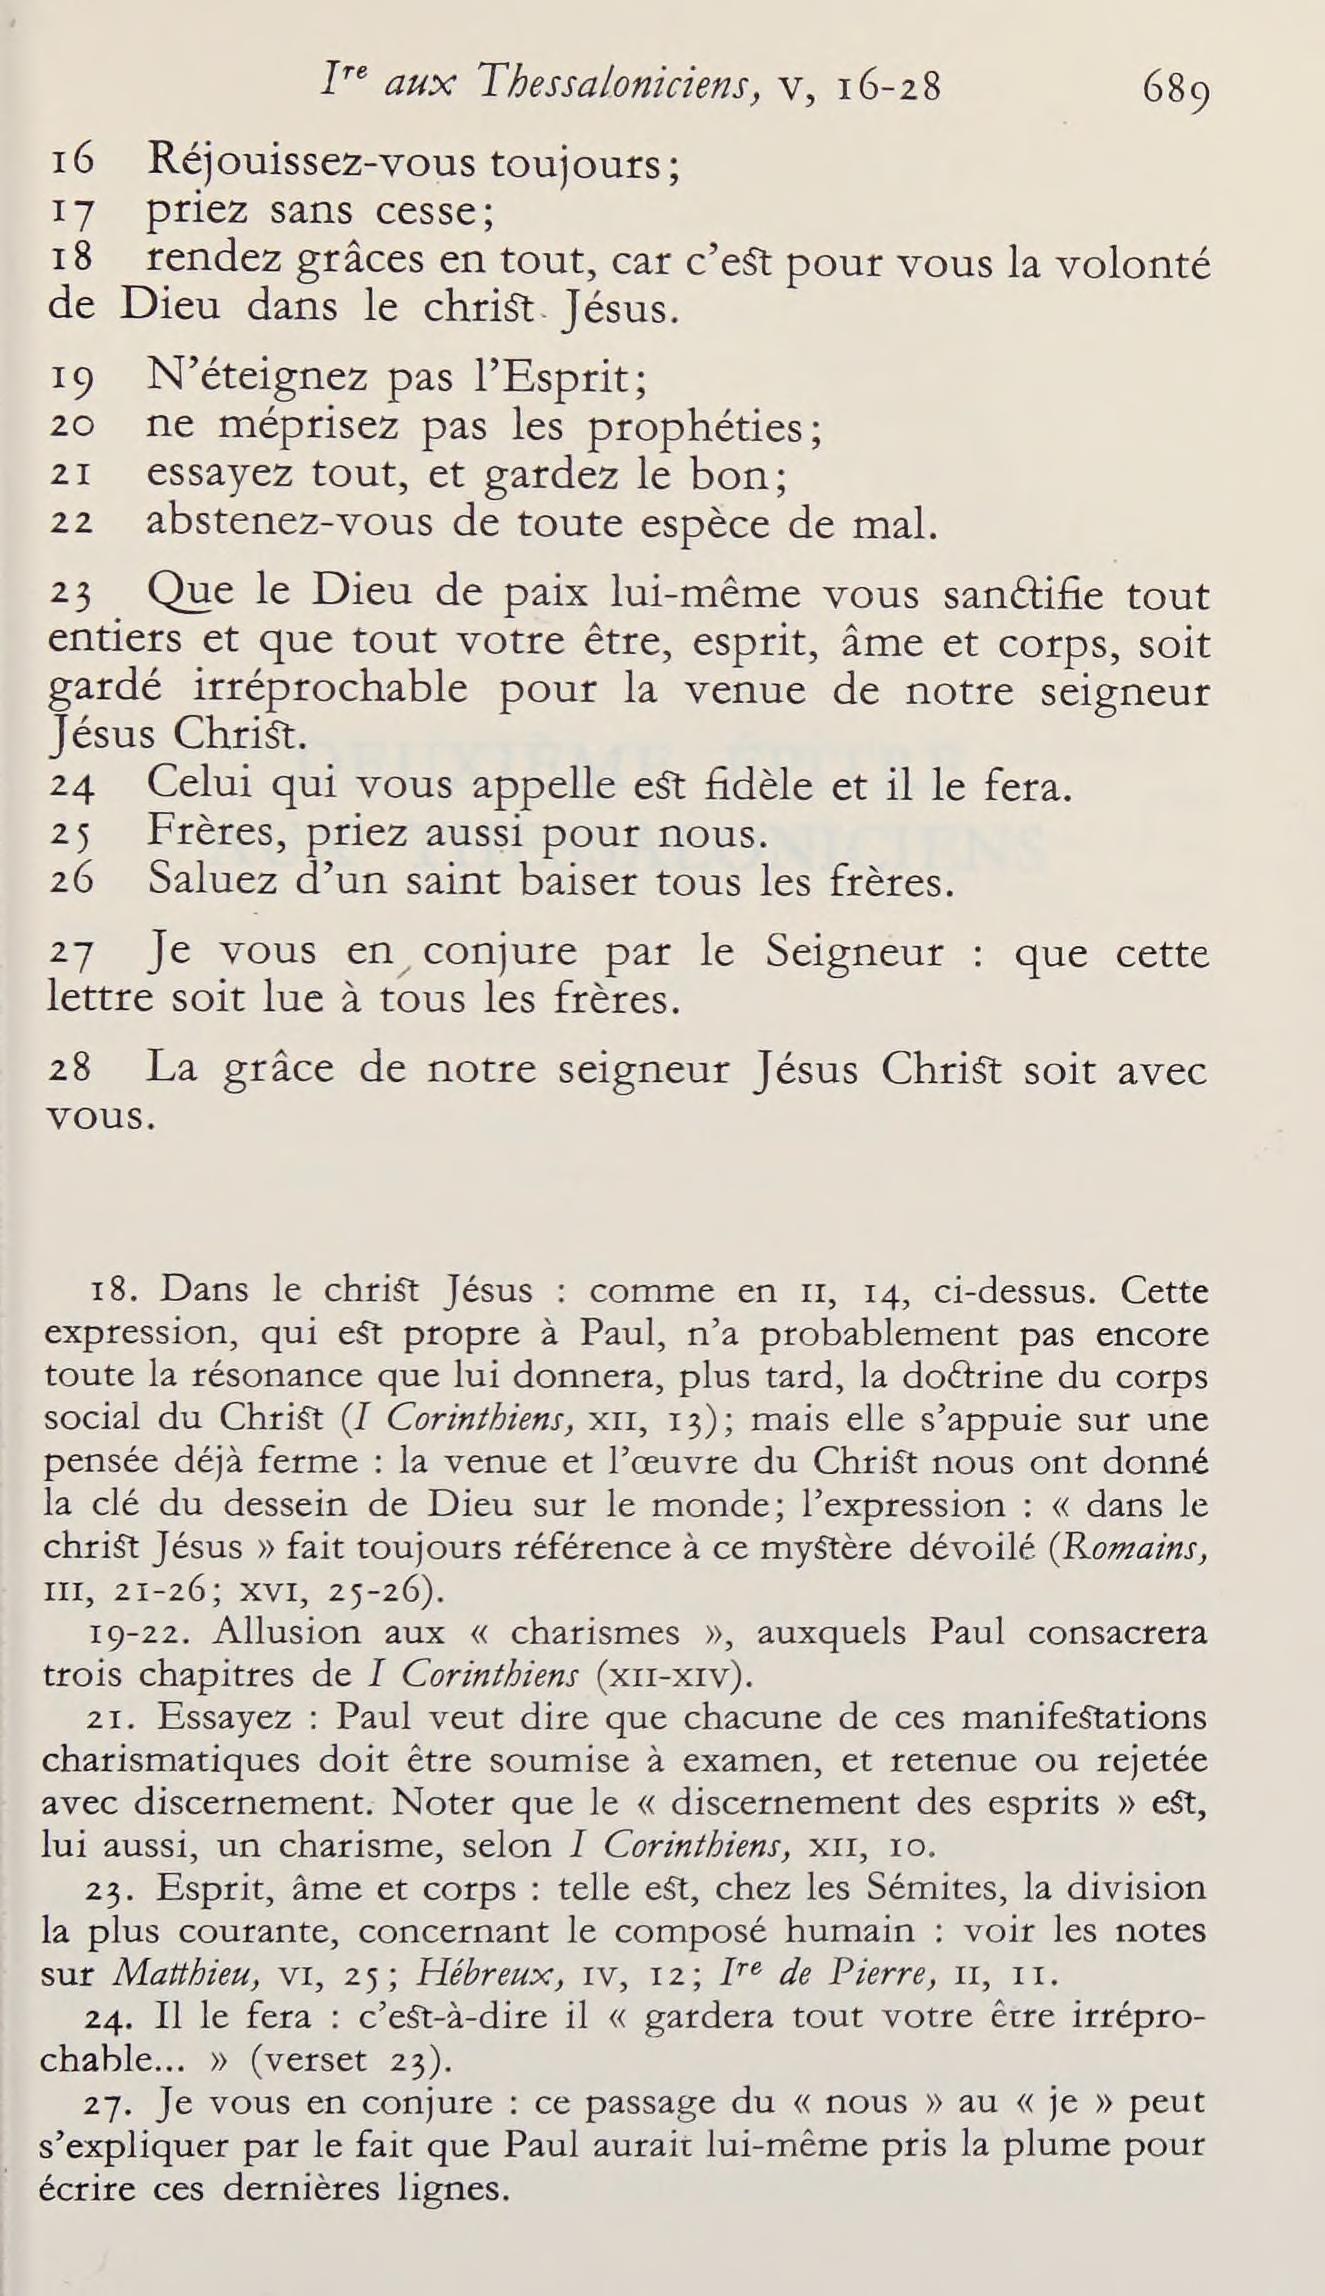 Ire aux Thessaloniciens, V, 16-28 689
16 Réjouissez-vous toujours;
17 priez sans cesse;
18 rendez grâces en tout, car c'est pour vous la volonté
de Dieu dans le christ Jésus.
19 N'éteignez pas l'Esprit;
20 ne méprisez pas les prophéties;
21 essayez tout, et gardez le bon;
22 abstenez-vous de toute espèce de mal.
23 Que le Dieu de paix lui-même vous sanctifie tout
entiers et que tout votre être, esprit, âme et corps, soit
gardé irréprochable pour la venue de notre seigneur
Jésus Christ.
24 Celui qui vous appelle est fidèle et il le fera.
25 Frères, priez aussi pour nous.
26 Saluez d'un saint baiser tous les frères.
27 Je vous en conjure par le Seigneur : que cette
lettre soit lue à tous les frères.
28 La grâce de notre seigneur Jésus Christ soit avec
vous.
18. Dans le christ Jésus : comme en II, 14, ci-dessus. Cette
expression, qui est propre à Paul, n'a probablement pas encore
toute la résonance que lui donnera, plus tard, la doctrine du corps
social du Christ (I Corinthiens, XII, 13); mais elle s'appuie sur une
pensée déjà ferme : la venue et l'œuvre du Christ nous ont donné
la clé du dessein de Dieu sur le monde; l'expression : « dans le
christ Jésus » fait toujours référence à ce mystère dévoilé (Romains,
III, 21-26; XVI, 25-26).
19-22. Allusion aux « charismes », auxquels Paul consacrera
trois chapitres de I Corinthiens (XII-XIV).
21. Essayez : Paul veut dire que chacune de ces manifestations
charismatiques doit être soumise à examen, et retenue ou rejetée
avec discernement. Noter que le « discernement des esprits » est,
lui aussi, un charisme, selon I Corinthiens, XII, 10.
23. Esprit, âme et corps : telle est, chez les Sémites, la division
la plus courante, concernant le composé humain : voir les notes
sur Matthieu, VI, 25; Hébreux, IV, 12; Ire de Pierre, II, 11.
24. Il le fera : c'est-à-dire il « gardera tout votre être irrépro-
chable... » (verset 23).
27. Je vous en conjure : ce passage du « nous » au « je » peut
s'expliquer par le fait que Paul aurait lui-même pris la plume pour
écrire ces dernières lignes.